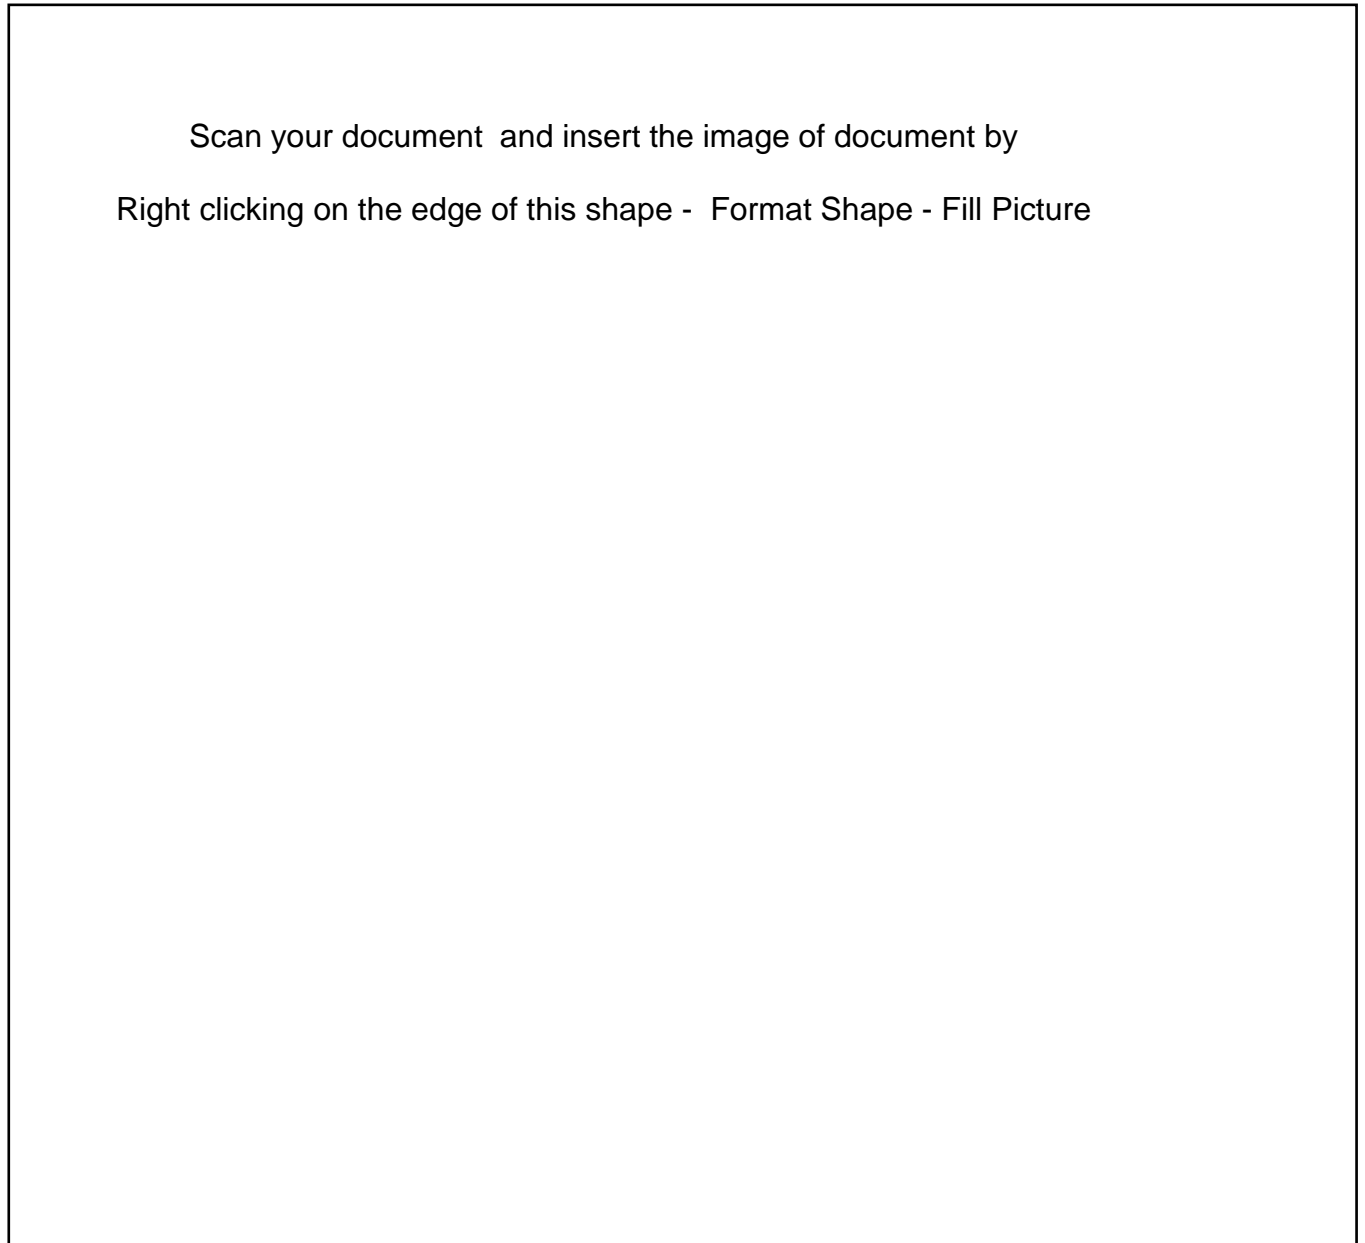 Scan your document  and insert the image of document by
Right clicking on the edge of this shape -  Format Shape - Fill Picture